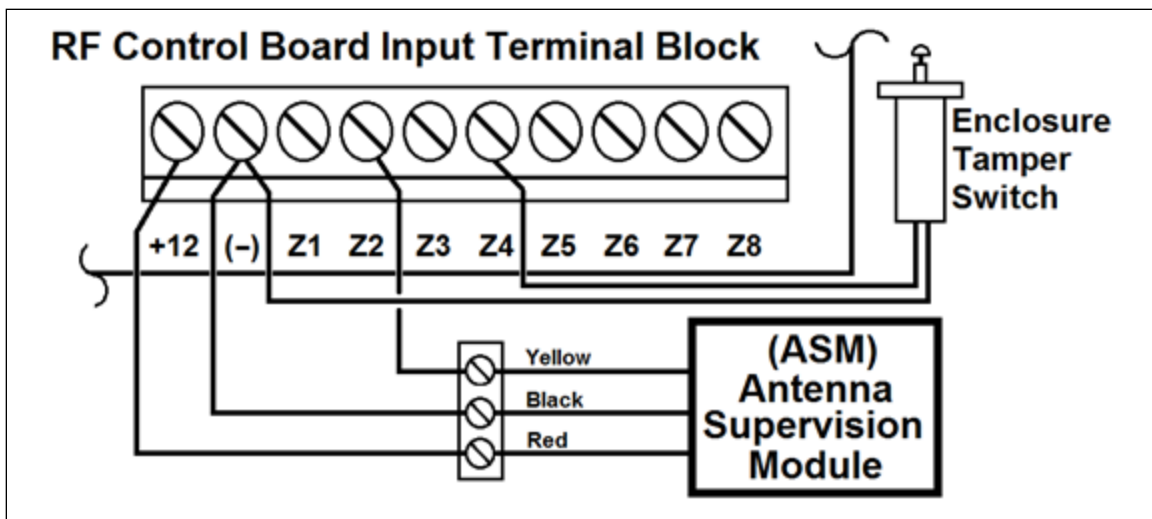 RF Control Board Input Terminal Block
Enclosure
Tamper
Switch
+12 (−) Z1 Z2 Z3 Z4 Z5 Z6 Z7 Z8
Yellow
Black
Red
(ASM)
Antenna
Supervision
Module